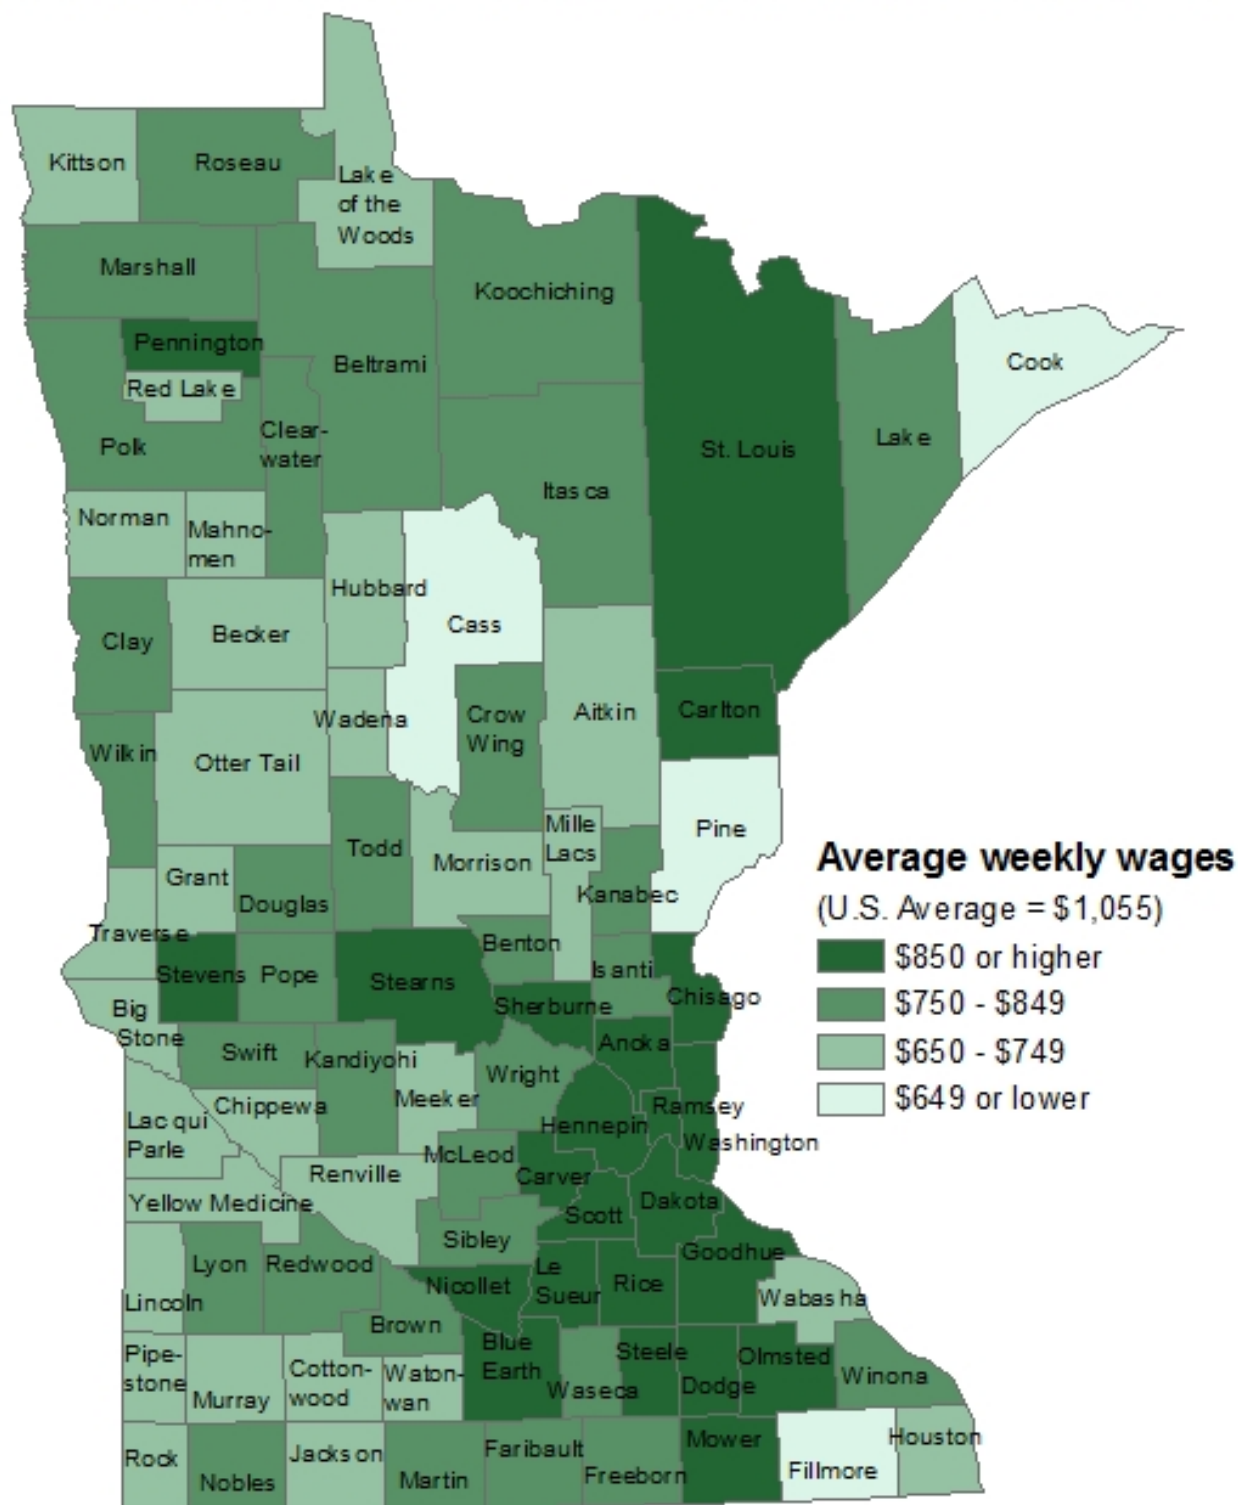 Kittson
Roseau
Lake
of the
Woods
Marshall
Koochiching
Pennington
Beltrami
Cook
Red Lake
Polk
Clear-
water
St. Louis
Lake
Itasca
Norman
Mahno-
men
Hubbard
Cass
Clay
Becker
Wadena
Crow
Wing
Aitkin
Carlton
Wilkin
Otter Tail
Pine
Mille
Lacs
Todd
Morrison
Grant
Douglas
Kanabec
Traverse
Benton
Stevens
Pope
Stearns
Isanti
Big
Stone
Sherburne
Chisago
Swift
Kandiyohi
Anoka
Wright
Meeker
Chippewa
Lac qui
Parle
Ramsey
Hennepin
Washington
McLeod
Renville
Carver
Yellow Medicine
Dakota
Scott
Sibley
Goodhue
Lyon
Redwood
Nicollet
Le
Sueur
Rice
Lincoln
Wabasha
Brown
Blue
Earth
Steele
Olmsted
Pipe-
stone
Murray
Cotton-
wood
Waton-
wan
Waseca
Dodge
Winona
Rock
Nobles
Jackson
Martin
Faribault
Freeborn
Mower
Fillmore
Houston
Average weekly wages
(U.S. Average = $1,055)
$850 or higher
$750 - $849
$650 - $749
$649 or lower